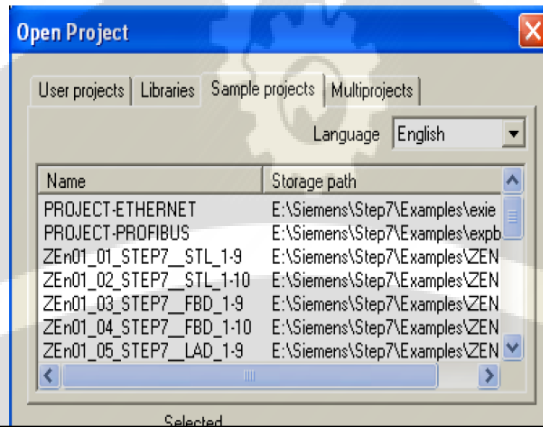 Open Project
User projects Libraries Sample projects Multiprojects
Language English
Name Storage path
PROJECT-ETHERNET E:\Siemens\Step7\Examples\exie
PROJECT-PROFIBUS E:\Siemens\Step7\Examples\expb
ZEn01_01_STEP7__STL_1-9 E:\Siemens\Step7\Examples\ZEN
ZEn01_02_STEP7__STL_1-10 E:\Siemens\Step7\Examples\ZEN
ZEn01_03_STEP7__FBD_1-9 E:\Siemens\Step7\Examples\ZEN
ZEn01_04_STEP7__FBD_1-10 E:\Siemens\Step7\Examples\ZEN
ZEn01_05_STEP7__LAD_1-9 E:\Siemens\Step7\Examples\ZEN
Selected